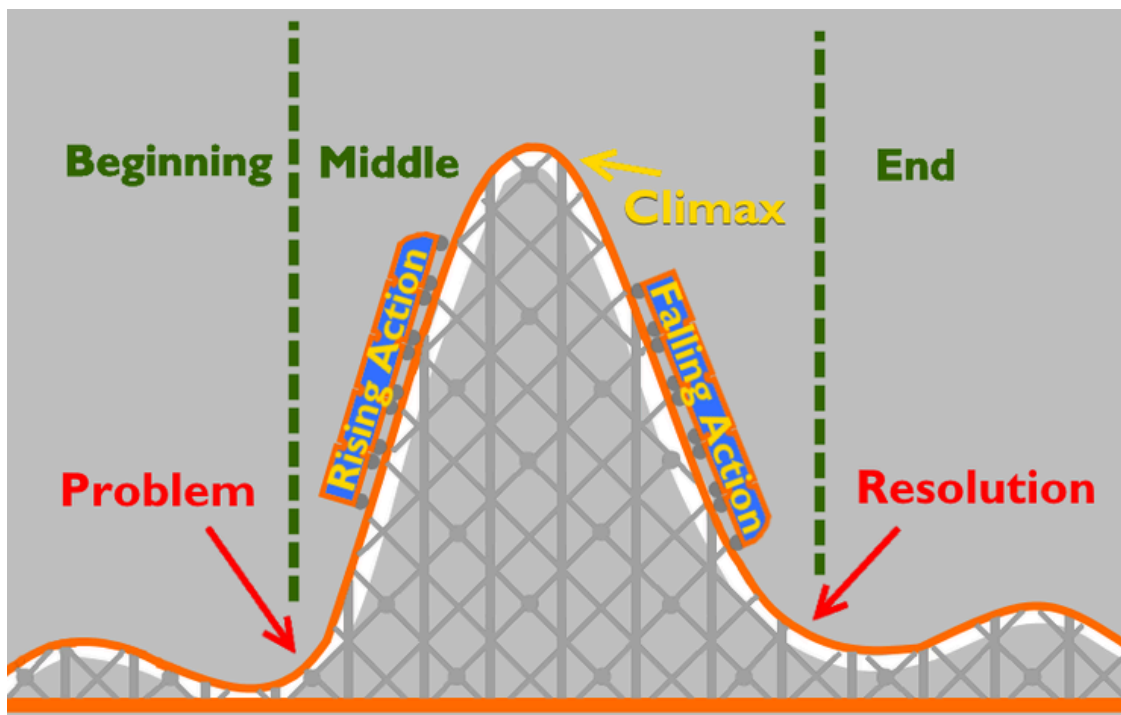 Beginning
Middle
End
Climax
Rising Action
Falling Action
Problem
Resolution